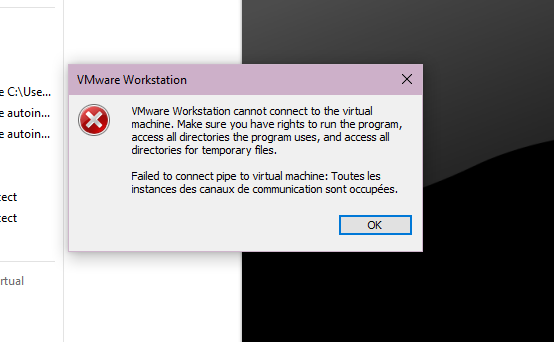 VMware Workstation
e C:\Use...
e autoin...
e autoin...
VMware Workstation cannot connect to the virtual
machine. Make sure you have rights to run the program,
access all directories the program uses, and access all
directories for temporary files.
Failed to connect pipe to virtual machine: Toutes les
instances des canaux de communication sont occupées.
OK
tect
tect
rtual